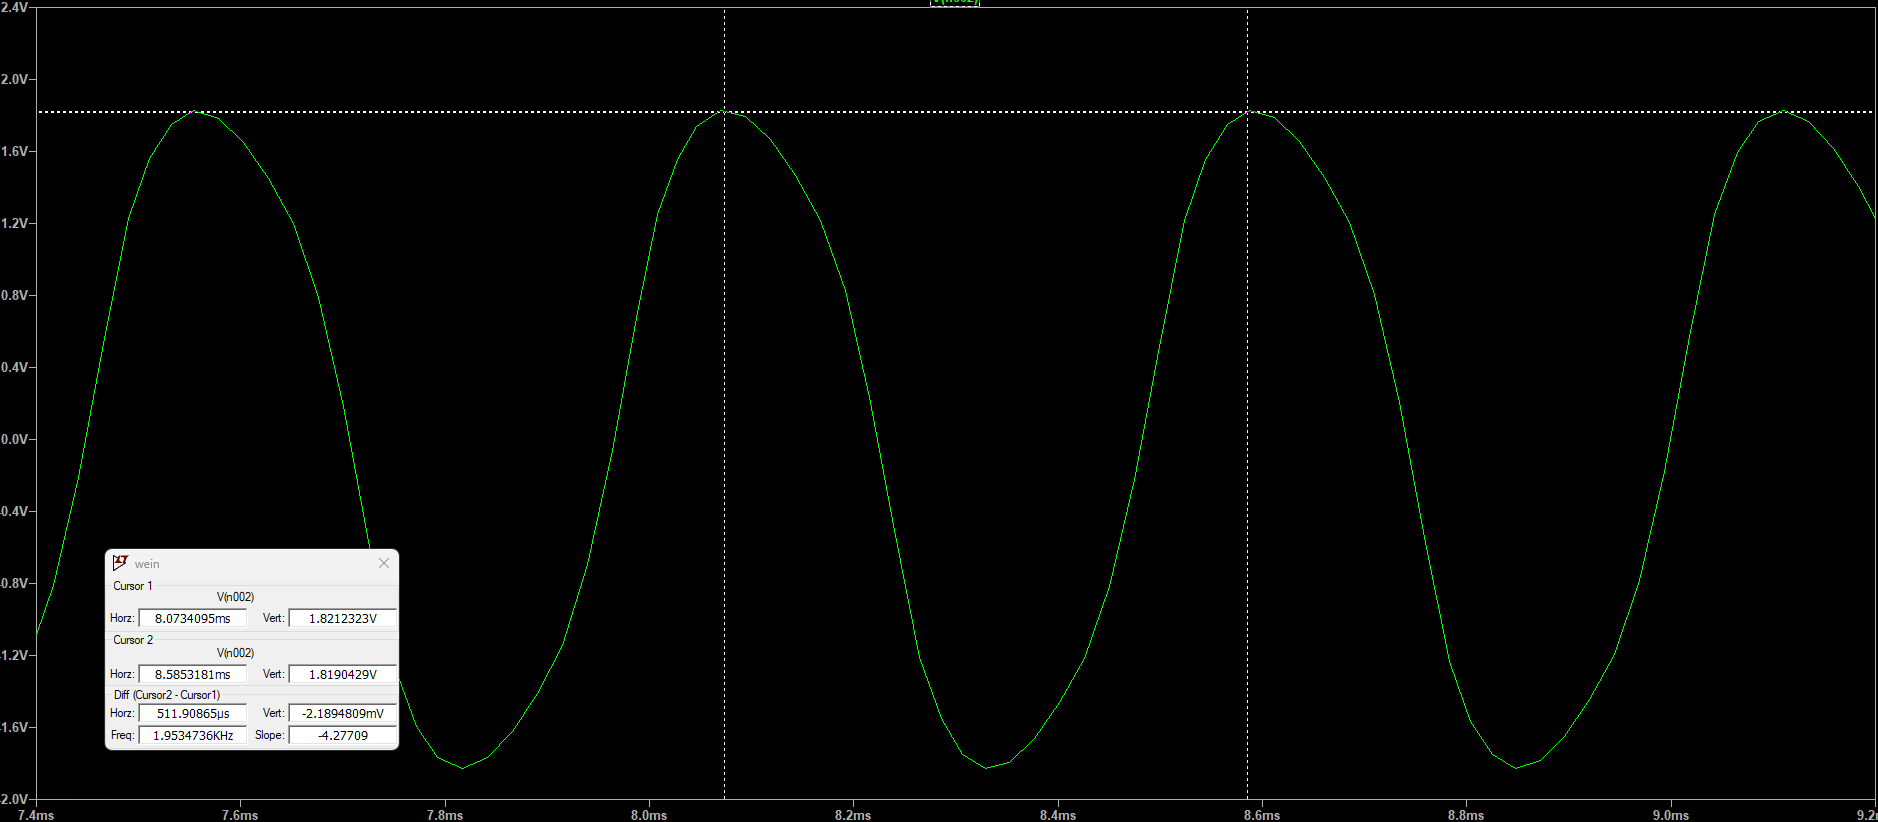 V(n002)
2.4V
2.0V
1.6V
1.2V
0.8V
0.4V
0.0V
0.4V
0.8V
1.2V
1.6V
2.0V
7.4ms 7.6ms 7.8ms 8.0ms 8.2ms 8.4ms 8.6ms 8.8ms 9.0ms
wein
Cursor 1
V(n002)
Horz: 8.0734095ms Vert: 1.8212323V
Cursor 2
V(n002)
Horz: 8.5853181ms Vert: 1.8190429V
Diff (Cursor2 - Cursor1)
Horz: 511.90865µs Vert: -2.1894809mV
Freq: 1.9534736KHz Slope: -4.27709